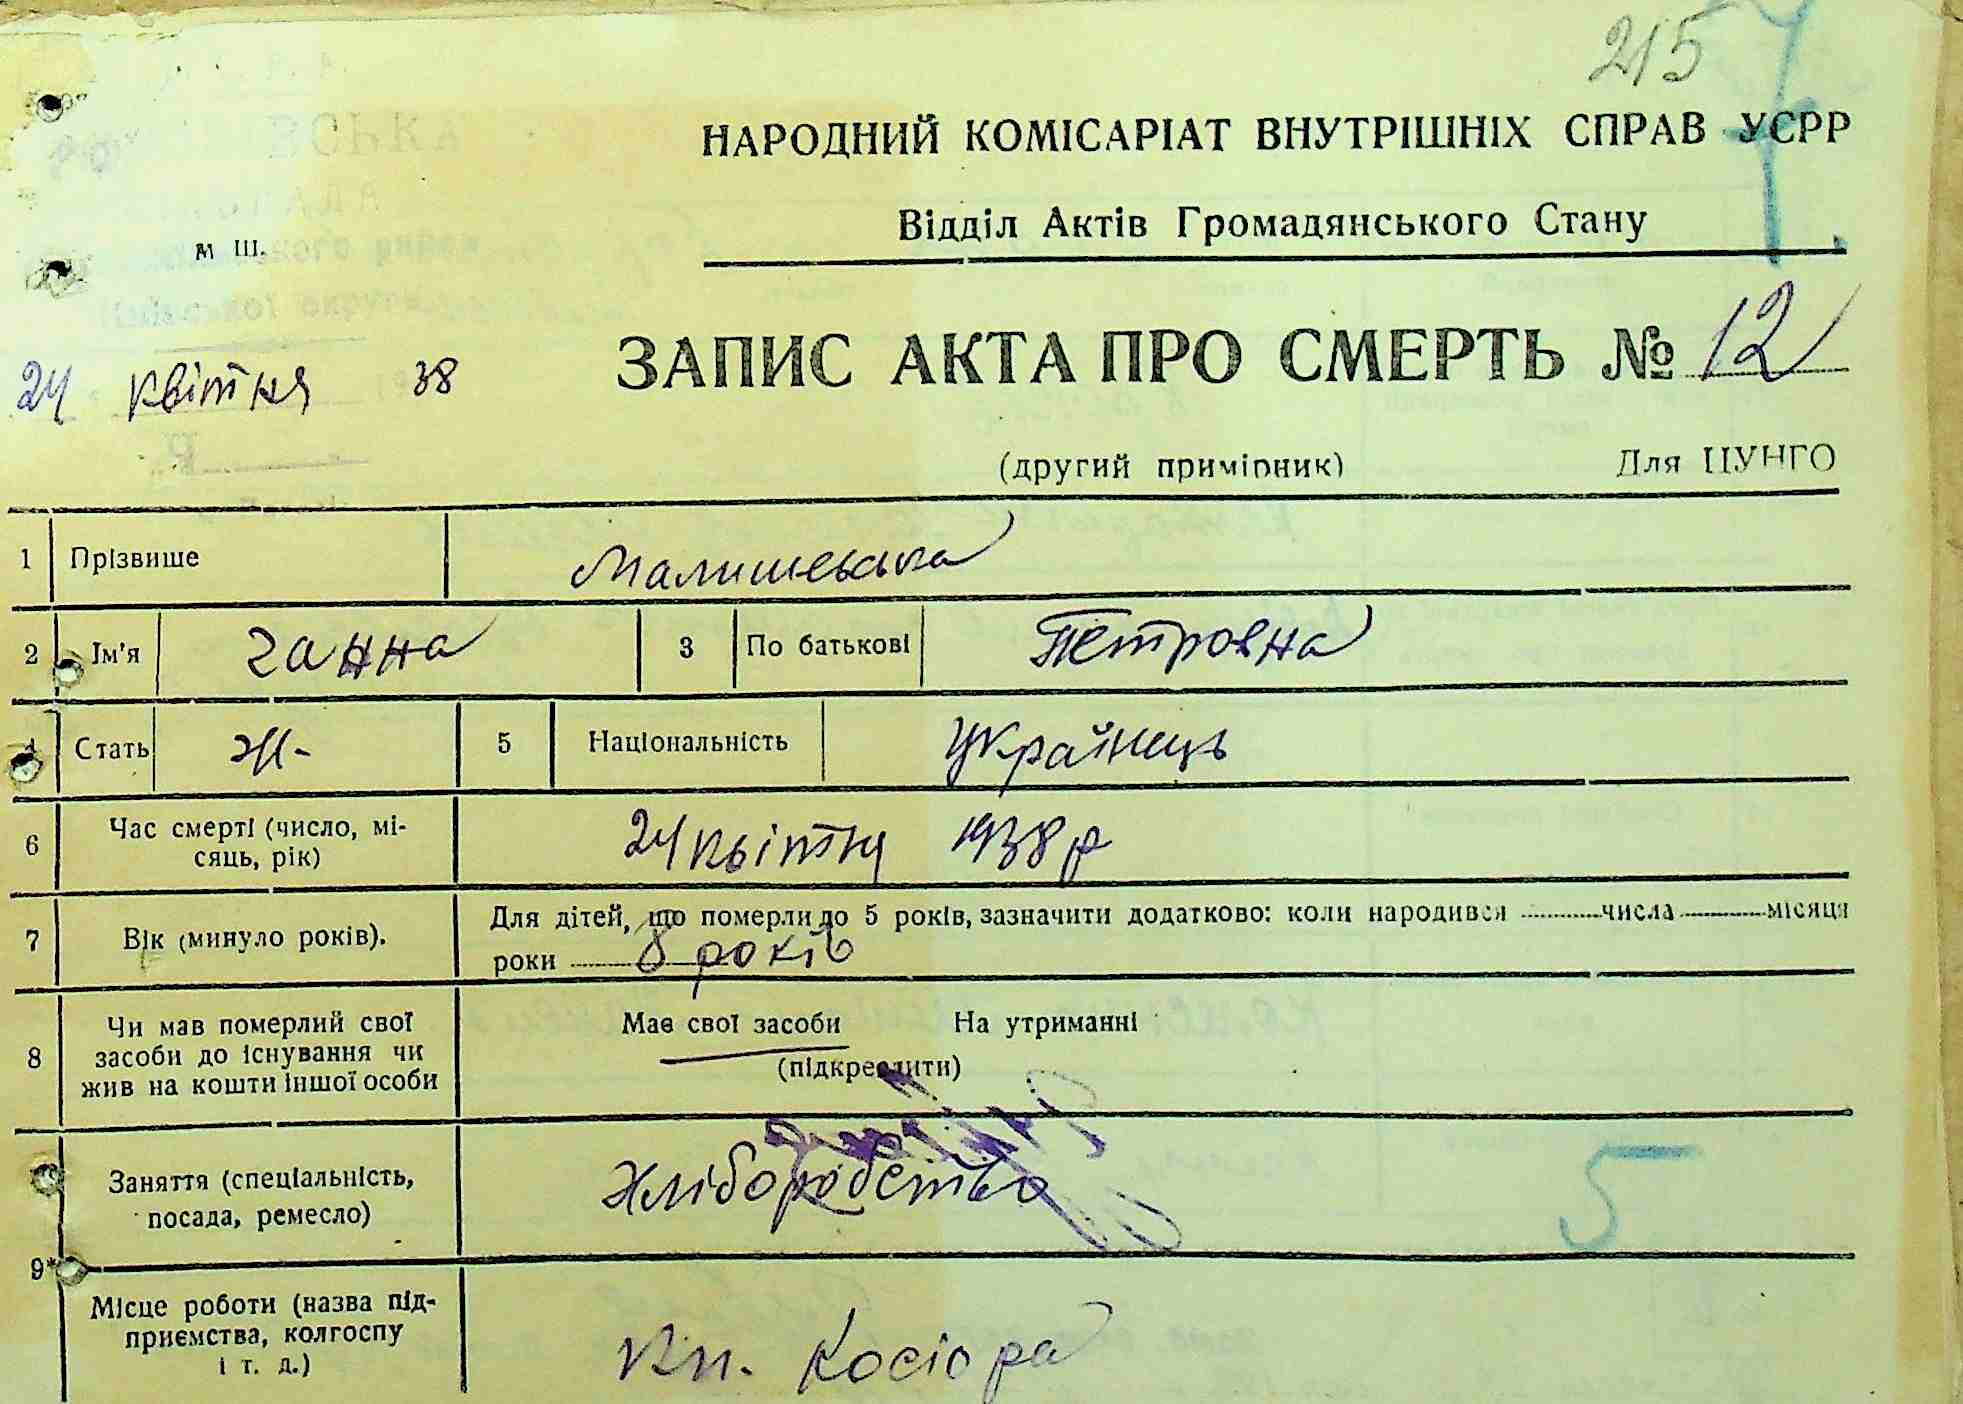 215
НАРОДНИЙ КОМІСАРІАТ ВНУТРІШНІХ СПРАВ УСРР
Відділ Актів Громадянського Стану
м Ш.
ЗАПИС АКТА ПРО СМЕРТЬ № 12
24 квітня 38
(другий примірник) Для ЦУНГО
1 Прізвище Малишевська
2 Ім'я Ганна 3 По батькові Петровна
4 Стать Ж- 5 Національність Українець
6 Час смерті (число, мі-
сяць, рік) 24 квітня 1938 р
7 Вік (минуло років). Для дітей, що померли до 5 років, зазначити додатково: коли народився числа місяця
роки 8 років
8 Чи мав померлий свої
засоби до існування чи
жив на кошти іншої особи
Має свої засоби На утриманні
(підкреслити)
9* Заняття (спеціальність,
посада, ремесло) Хліборобство
5
Місце роботи (назва під-
приємства, колгоспу
і т. д.) Косіора